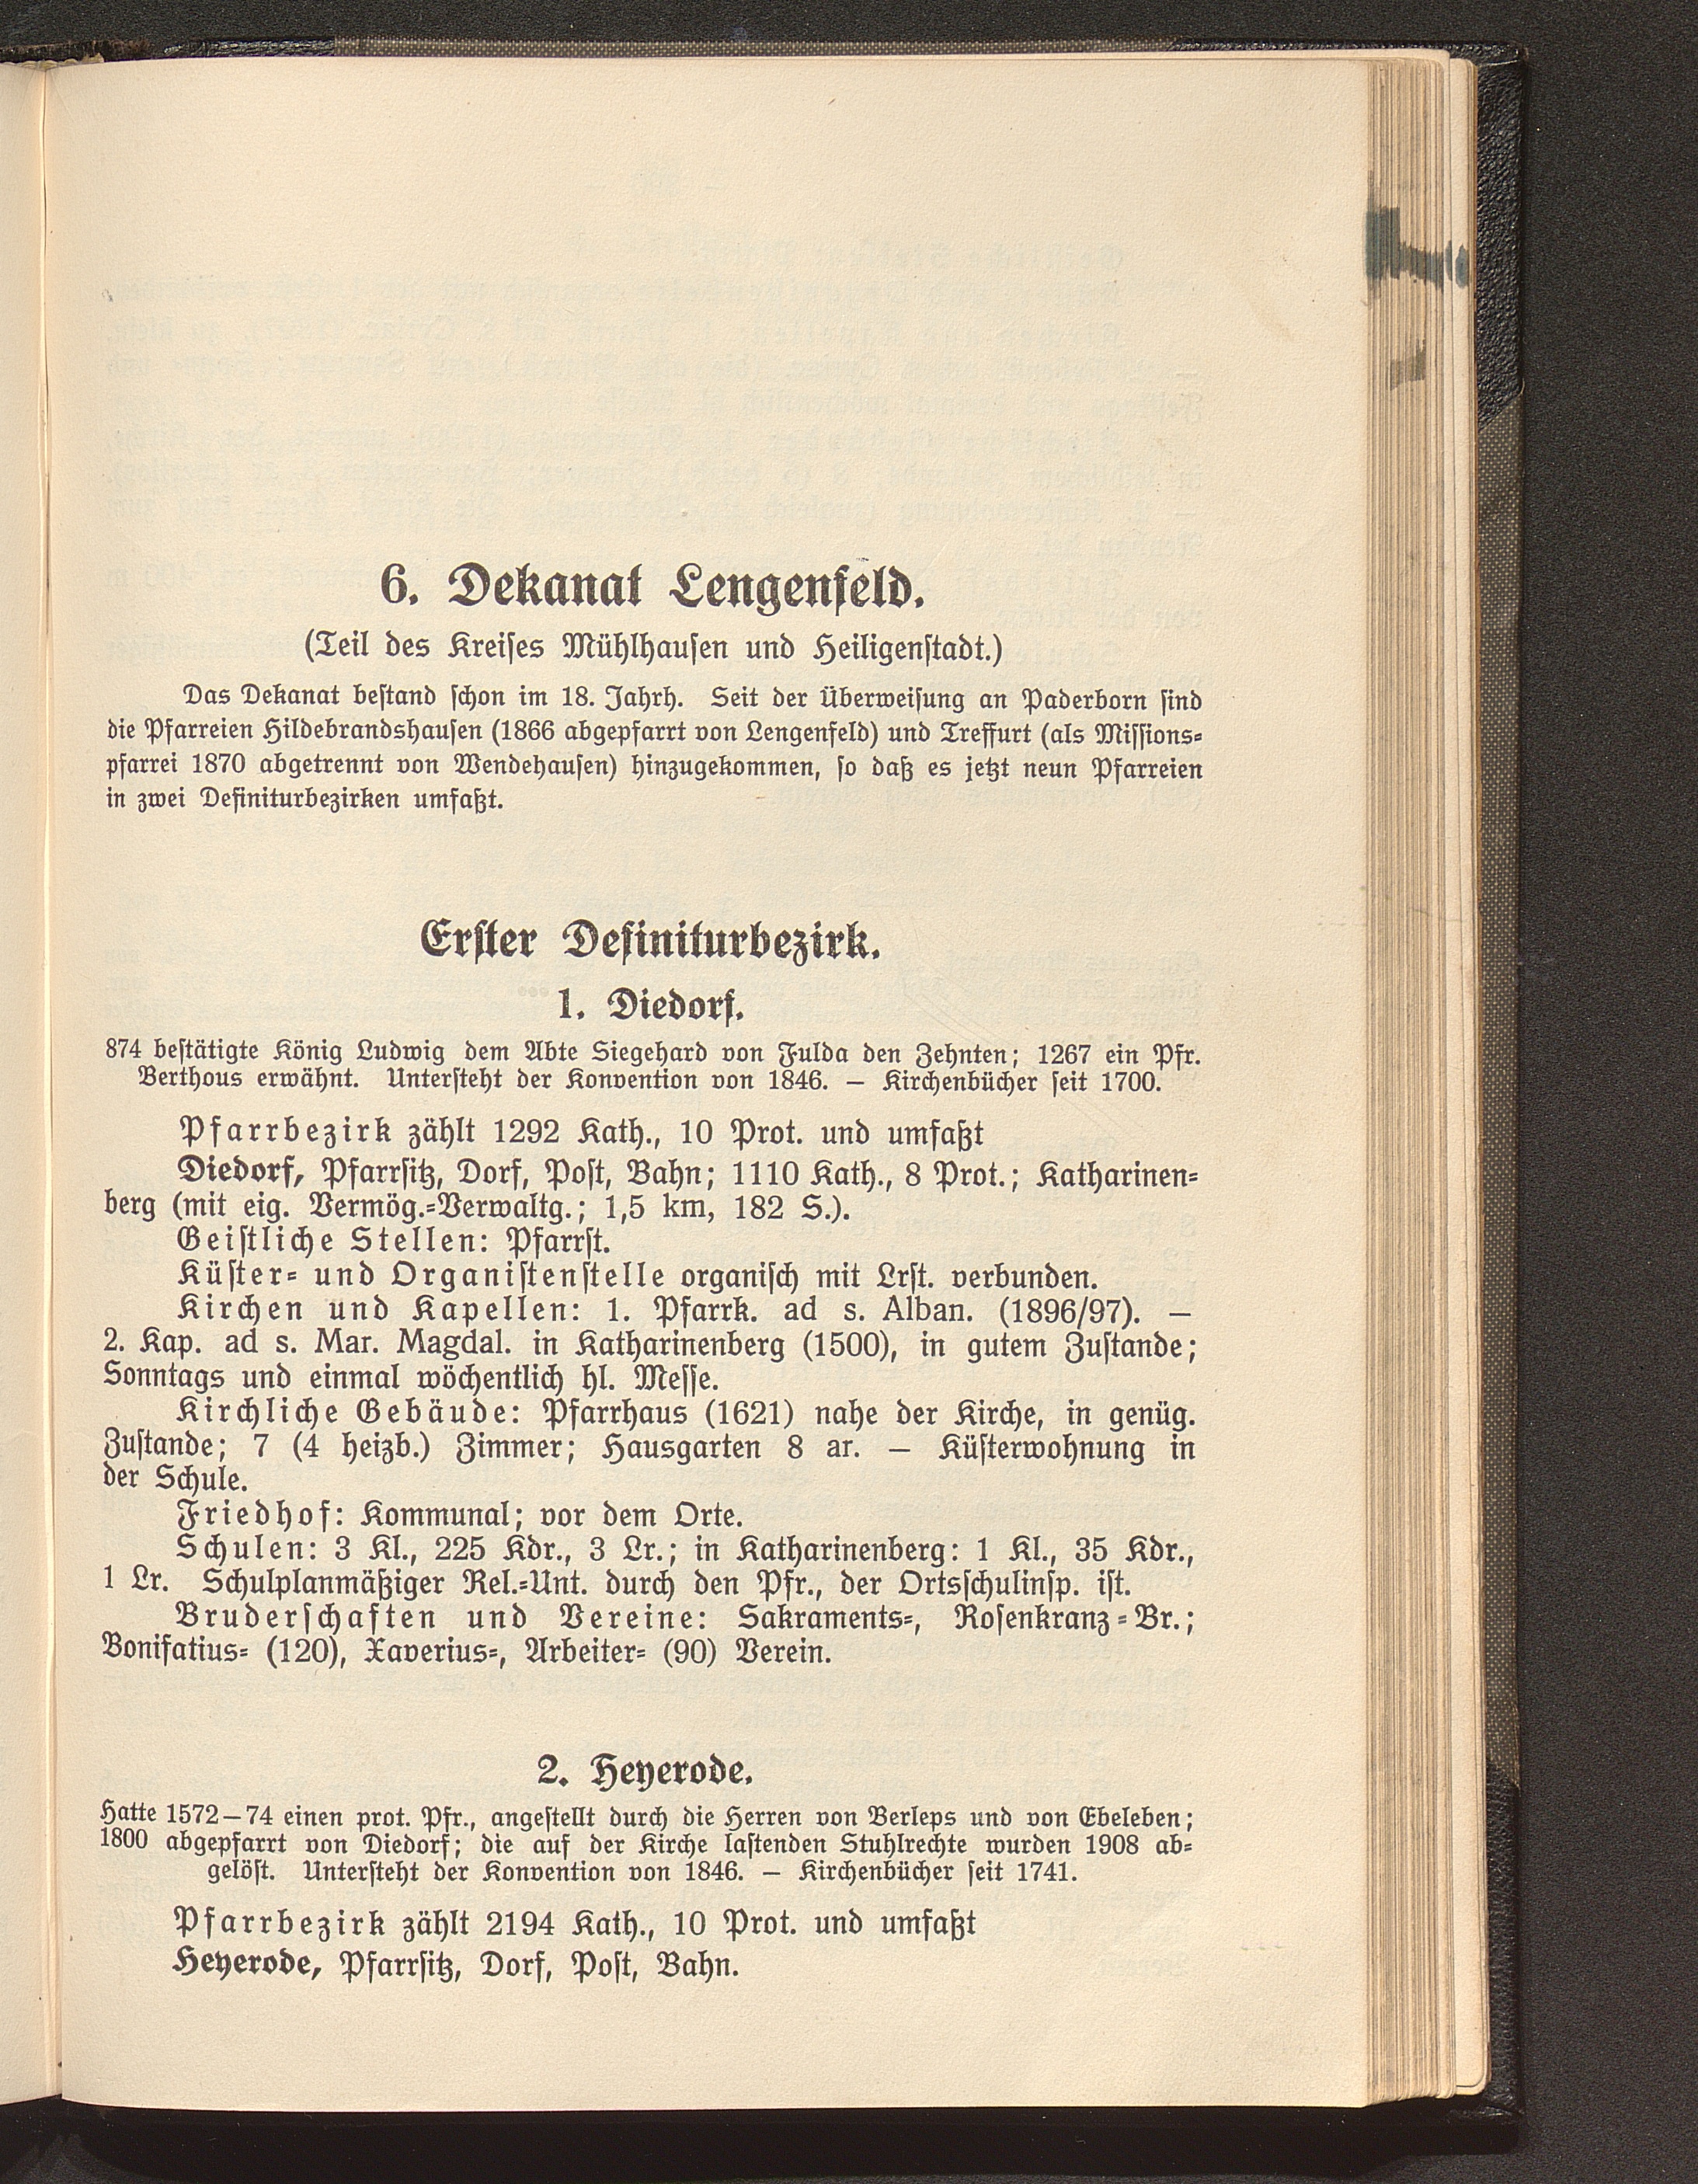 6. Dekanat Lengenfeld.
(Teil des Kreises Mühlhausen und Heiligenstadt.)
Das Dekanat bestand schon im 18. Jahrh. Seit der Überweisung an Paderborn sind
die Pfarreien Hildebrandshausen (1866 abgepfarrt von Lengenfeld) und Treffurt (als Missions-
pfarrei 1870 abgetrennt von Wendehausen) hinzugekommen, so daß es jetzt neun Pfarreien
in zwei Definiturbezirken umfaßt.
Erster Definiturbezirk.
1. Diedorf.
874 bestätigte König Ludwig dem Abte Siegehard von Fulda den Zehnten; 1267 ein Pfr.
Berthous erwähnt. Untersteht der Konvention von 1846. — Kirchenbücher seit 1700.
Pfarrbezirk zählt 1292 Kath., 10 Prot. und umfaßt
Diedorf, Pfarrsitz, Dorf, Post, Bahn; 1110 Kath., 8 Prot.; Katharinen-
berg (mit eig. Vermög.-Verwaltg.; 1,5 km, 182 S.).
Geistliche Stellen: Pfarrst.
Küster- und Organistenstelle organisch mit Lrst. verbunden.
Kirchen und Kapellen: 1. Pfarrk. ad s. Alban. (1896/97). —
2. Kap. ad s. Mar. Magdal. in Katharinenberg (1500), in gutem Zustande;
Sonntags und einmal wöchentlich hl. Messe.
Kirchliche Gebäude: Pfarrhaus (1621) nahe der Kirche, in genüg.
Zustande; 7 (4 heizb.) Zimmer; Hausgarten 8 ar. — Küsterwohnung in
der Schule.
Friedhof: Kommunal; vor dem Orte.
Schulen: 3 Kl., 225 Kdr., 3 Lr.; in Katharinenberg: 1 Kl., 35 Kdr.,
1 Lr. Schulplanmäßiger Rel.-Unt. durch den Pfr., der Ortsschulinsp. ist.
Bruderschaften und Vereine: Sakraments-, Rosenkranz-Br.;
Bonifatius- (120), Xaverius-, Arbeiter- (90) Verein.
2. Heyerode.
Hatte 1572—74 einen prot. Pfr., angestellt durch die Herren von Berleps und von Ebeleben;
1800 abgepfarrt von Diedorf; die auf der Kirche lastenden Stuhlrechte wurden 1908 ab-
gelöst. Untersteht der Konvention von 1846. — Kirchenbücher seit 1741.
Pfarrbezirk zählt 2194 Kath., 10 Prot. und umfaßt
Heyerode, Pfarrsitz, Dorf, Post, Bahn.